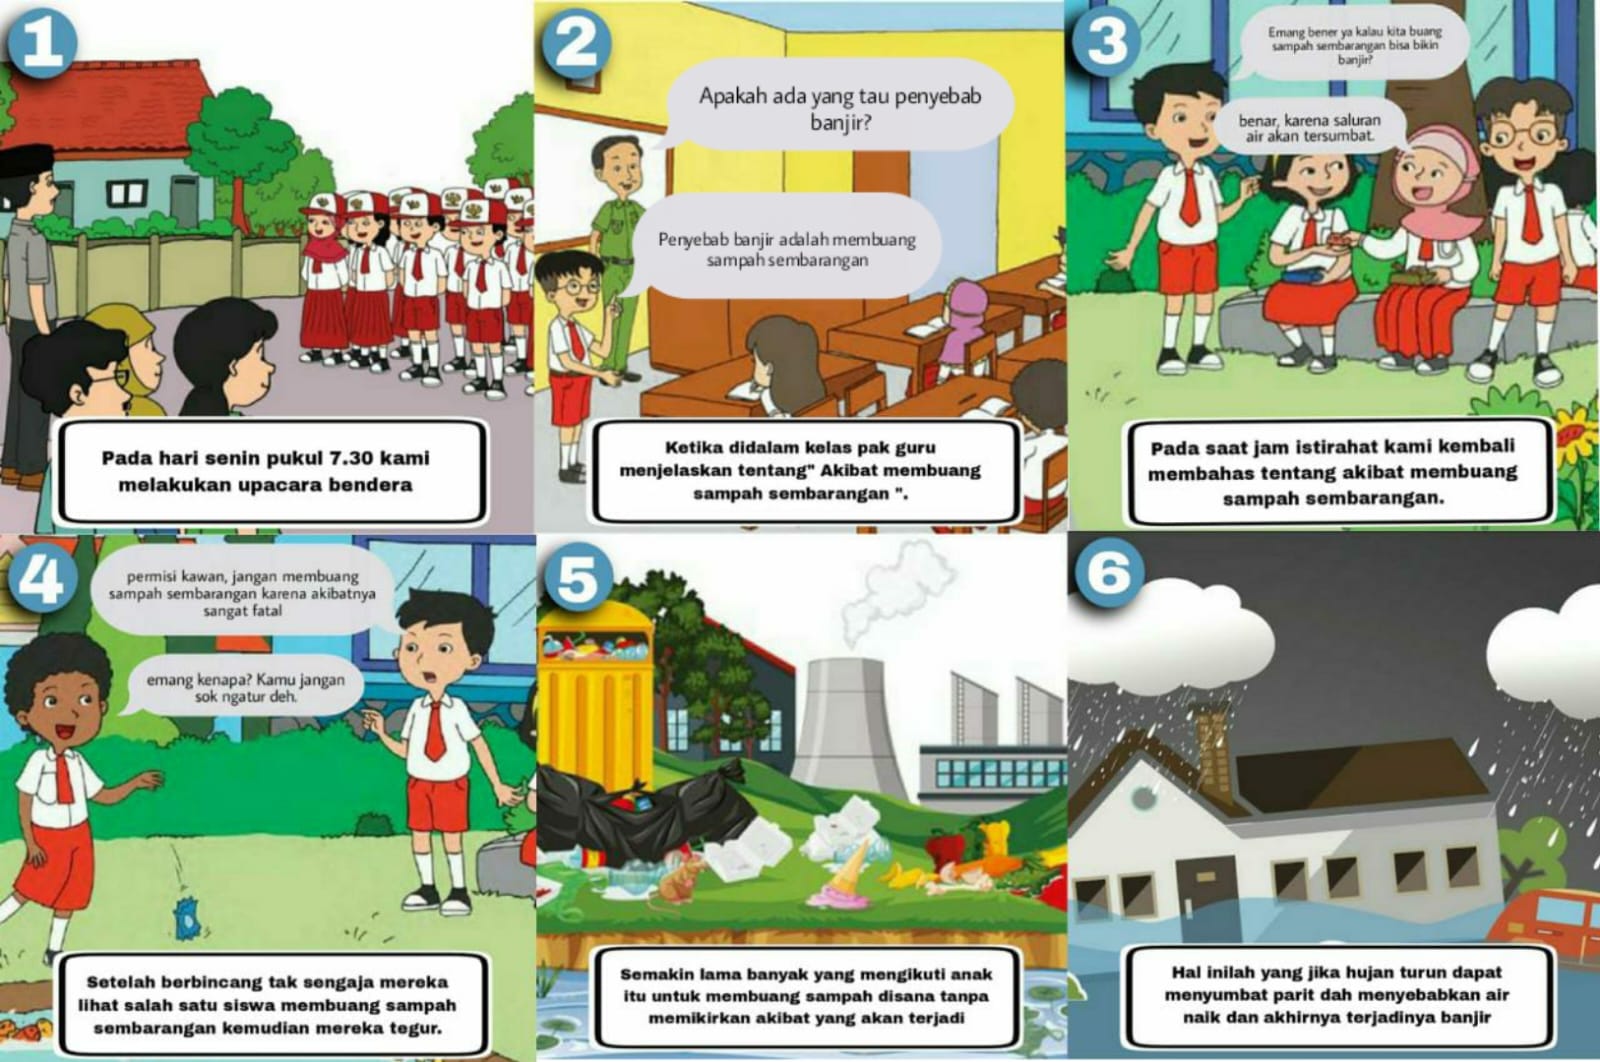 1
Pada hari senin pukul 7.30 kami
melakukan upacara bendera
2
Apakah ada yang tau penyebab
banjir?
Penyebab banjir adalah membuang
sampah sembarangan
Ketika didalam kelas pak guru
menjelaskan tentang" Akibat membuang
sampah sembarangan ".
3
Emang bener ya kalau kita buang
sampah sembarangan bisa bikin
banjir?
benar, karena saluran
air akan tersumbat.
Pada saat jam istirahat kami kembali
membahas tentang akibat membuang
sampah sembarangan.
4
permisi kawan, jangan membuang
sampah sembarangan karena akibatnya
sangat fatal
emang kenapa? Kamu jangan
sok ngatur deh.
Setelah berbincang tak sengaja mereka
lihat salah satu siswa membuang sampah
sembarangan kemudian mereka tegur.
5
Semakin lama banyak yang mengikuti anak
itu untuk membuang sampah disana tanpa
memikirkan akibat yang akan terjadi
6
Hal inilah yang jika hujan turun dapat
menyumbat parit dah menyebabkan air
naik dan akhirnya terjadinya banjir